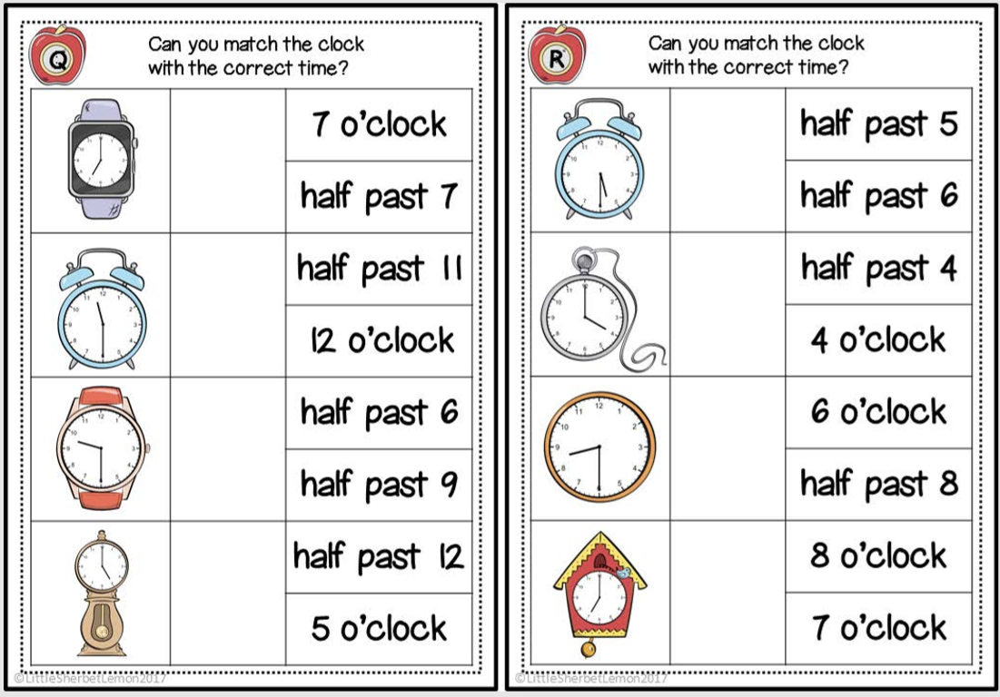 Q
Can you match the clock
with the correct time?
7 o'clock
half past 7
half past 11
12 o'clock
half past 6
half past 9
half past 12
5 o'clock
©LittleSherbetLemon2017
R
Can you match the clock
with the correct time?
half past 5
half past 6
half past 4
4 o'clock
6 o'clock
half past 8
8 o'clock
7 o'clock
©LittleSherbetLemon2017